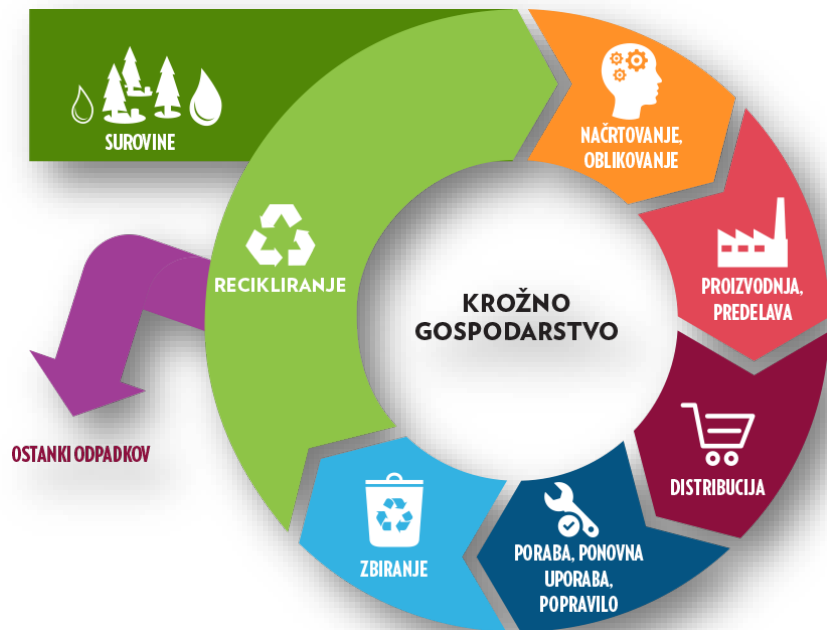 SUROVINE
NAČRTOVANJE,
OBLIKOVANJE
PROIZVODNJA,
PREDELAVA
DISTRIBUCIJA
PORABA, PONOVNA
UPORABA,
POPRAVILO
ZBIRANJE
RECIKLIRANJE
OSTANKI ODPADKOV
KROŽNO
GOSPODARSTVO